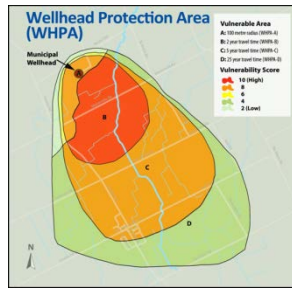 Wellhead Protection Area
(WHPA)
Municipal
Wellhead
Vulnerable Area
A: 100 metre radius (WHPA-A)
B: 2 year travel time (WHPA-B)
C: 5 year travel time (WHPA-C)
D: 25 year travel time (WHPA-D)
Vulnerability Score
10 (High)
8
6
4
2 (Low)
A
B
C
D
N